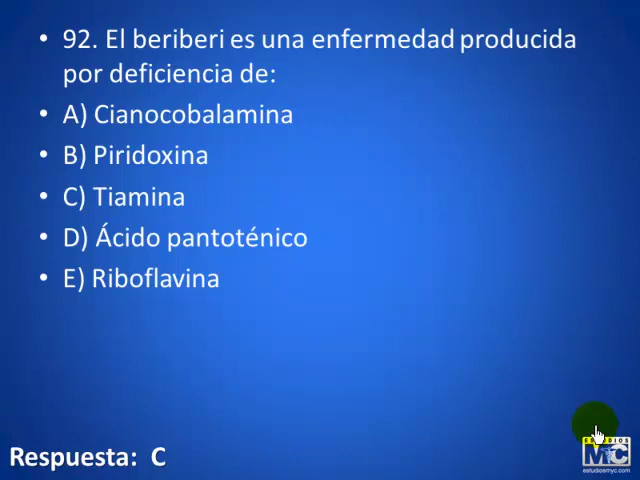 • 92. El beriberi es una enfermedad producida
por deficiencia de:
• A) Cianocobalamina
• B) Piridoxina
• C) Tiamina
• D) Ácido pantoténico
• E) Riboflavina
Respuesta: C
ESTUDIOS
MyC
estudiosmyc.com